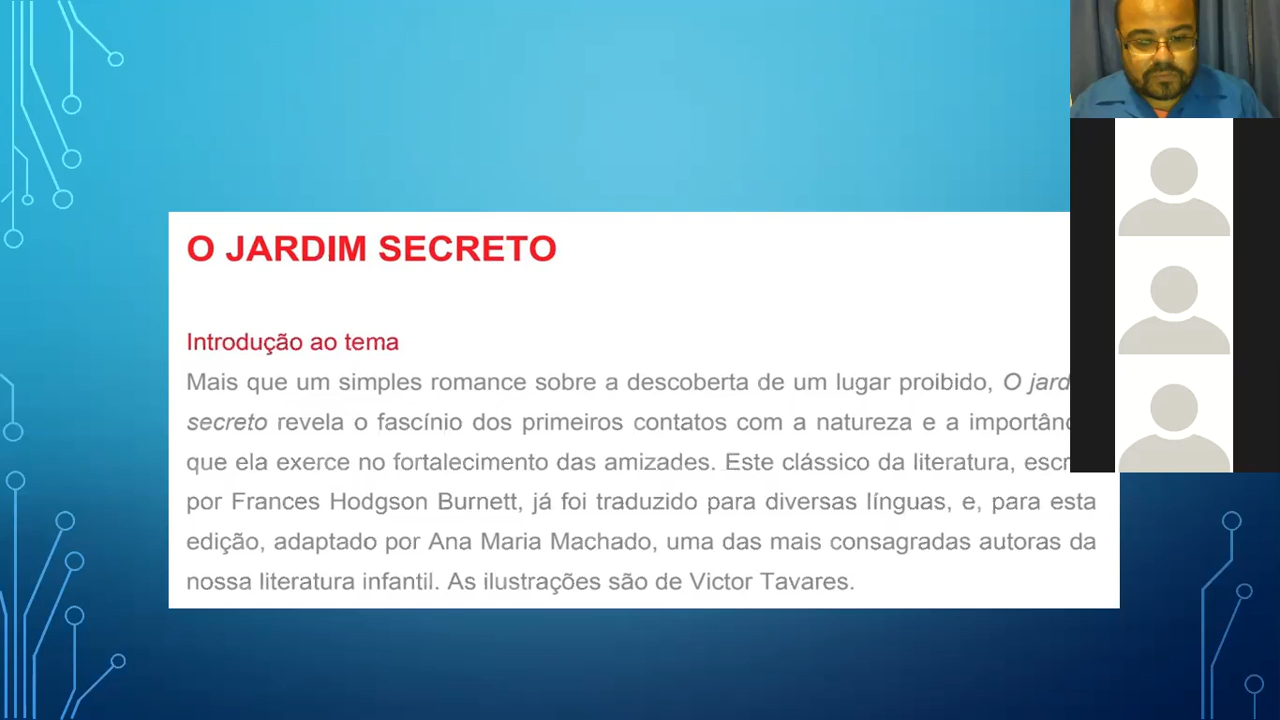 O JARDIM SECRETO
Introdução ao tema
Mais que um simples romance sobre a descoberta de um lugar proibido, O
secreto revela o fascínio dos primeiros contatos com a natureza e a
que ela exerce no fortalecimento das amizades. Este clássico da literatura,
por Frances Hodgson Burnett, já foi traduzido para diversas línguas, e, para esta
edição, adaptado por Ana Maria Machado, uma das mais consagradas autoras da
nossa literatura infantil. As ilustrações são de Victor Tavares.